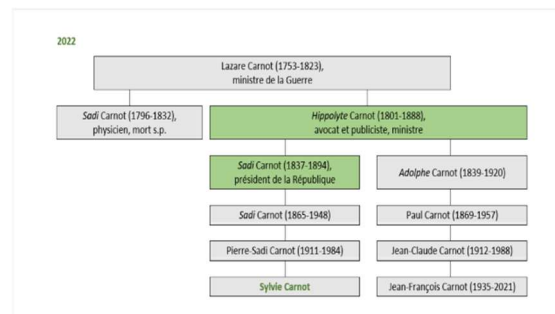 2022
Lazare Carnot (1753-1823),
ministre de la Guerre
Sadi Carnot (1796-1832),
physicien, mort s.p.
Hippolyte Carnot (1801-1888),
avocat et publiciste, ministre
Sadi Carnot (1837-1894),
président de la République
Adolphe Carnot (1839-1920)
Sadi Carnot (1865-1948)
Paul Carnot (1869-1957)
Pierre-Sadi Carnot (1911-1984)
Jean-Claude Carnot (1912-1988)
Sylvie Carnot
Jean-François Carnot (1935-2021)